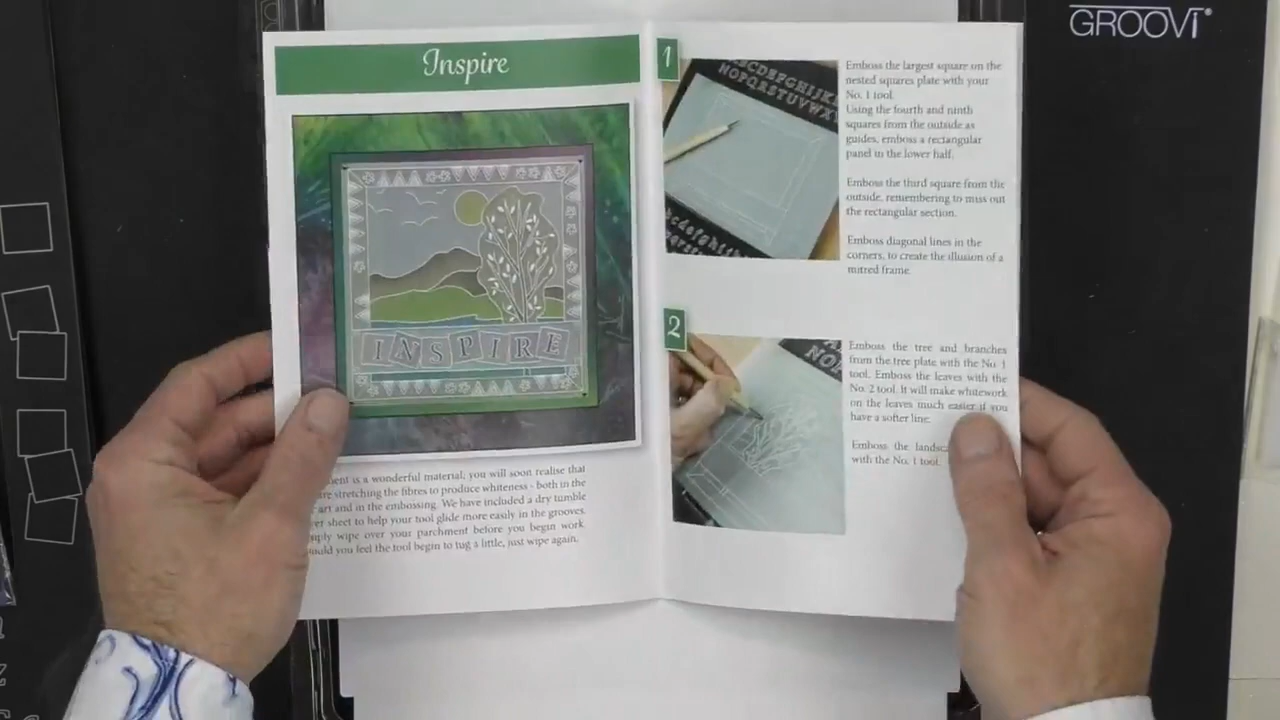 GROOVI®
Inspire
INSPIRE
is a wonderful material; you will soon realise that
stretching the fibres to produce whiteness - both in the
art and in the embossing. We have included a dry tumble
sheet to help your tool glide more easily in the grooves.
wipe over your parchment before you begin work.
you feel the tool begin to tug a little, just wipe again.
1
ABCDEFGHIJK
NOPQRSTUVWX
Emboss the largest square on the
nested squares plate with your
No. 1 tool.
Using the fourth and ninth
squares from the outside as
guides, emboss a rectangular
panel in the lower half.
Emboss the third square from the
outside, remembering to miss out
the rectangular section.
Emboss diagonal lines in the
corners, to create the illusion of a
mitred frame.
2
NO
Emboss the tree and branches
from the tree plate with the No. 1
tool. Emboss the leaves with the
No. 2 tool. It will make whitework
on the leaves much easier if you
have a softer line.
Emboss the
with the No. 1 tool.